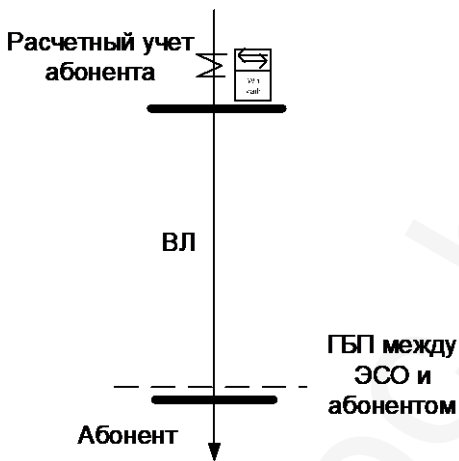 Расчетный учет
абонента
ВЛ
ГБП между
ЭСО и
абонентом
Абонент